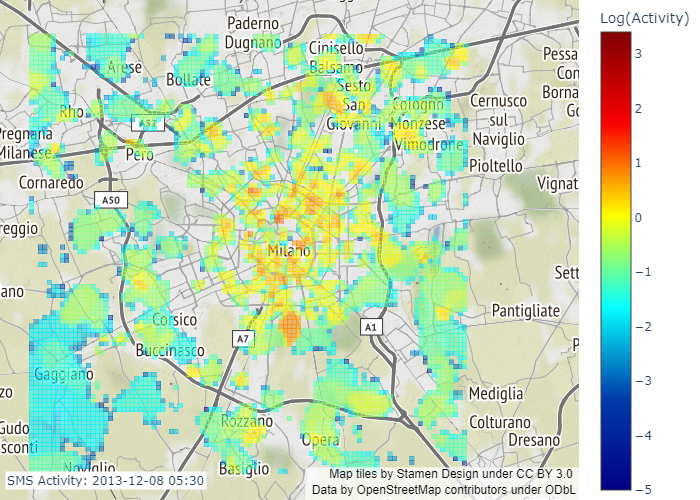 Paderno
Dugnano
Cinisello
Balsamo
Arese
Bollate
Sesto
San
Giovanni
Cologno
Monzese
Vimodrone
Cernusco
sul
Naviglio
Pioltello
Pessa
Con
Borna
Go
Rho
A52
Pero
Pregnana
Milanese
Cornaredo
A50
Vignat
reggio
Milano
Sett
ano
Pantigliate
Corsico
A7
A1
Buccinasco
P
Gaggiano
zo
Mediglia
Rozzano
Opera
Colturano
Dresano
Gudo
sconti
Noviglio
Basiglio
SMS Activity: 2013-12-08 05:30
Map tiles by Stamen Design under CC BY 3.0
Data by OpenStreetMap contributors under ODbL
Log(Activity)
3
2
1
0
−1
−2
−3
−4
−5